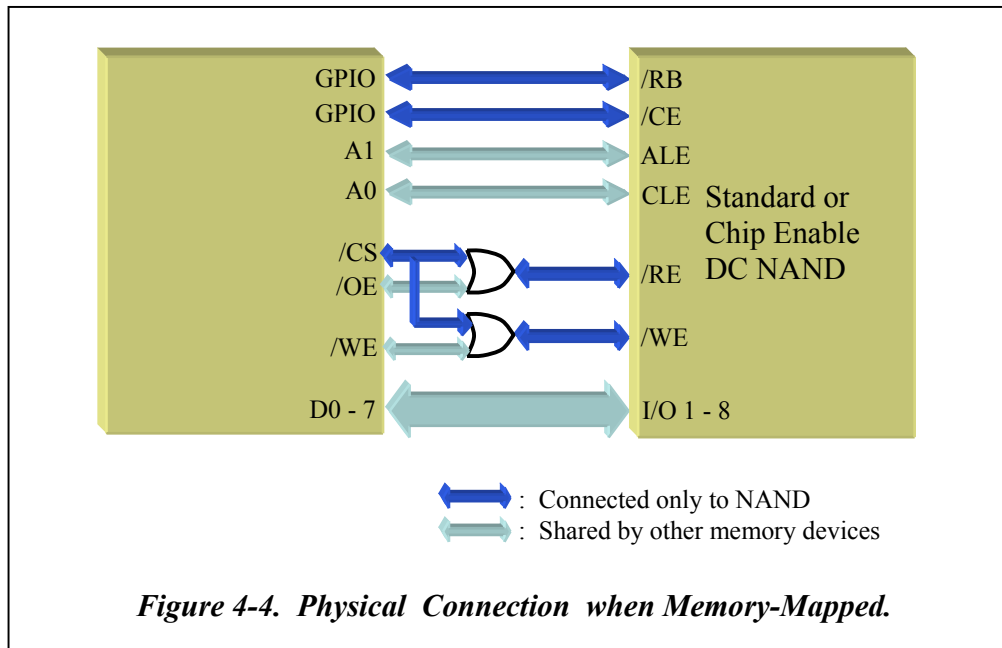 GPIO
/RB
GPIO
/CE
A1
ALE
A0
CLE
Standard or
Chip Enable
DC NAND
/CS
/OE
/RE
/WE
/WE
D0 - 7
I/O 1 - 8
: Connected only to NAND
: Shared by other memory devices
Figure 4-4. Physical Connection when Memory-Mapped.